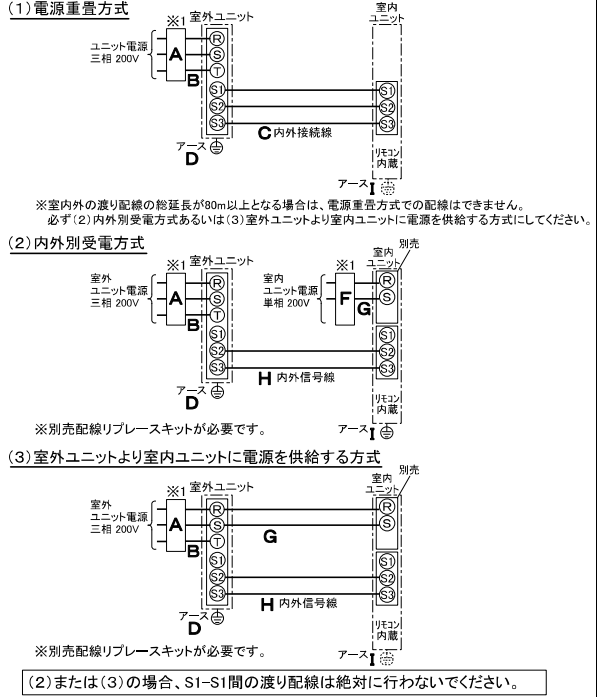 (1)電源重畳方式
※1
室外ユニット
室内
ユニット
ユニット電源
三相 200V
A
B
R
S
T
S1
S2
S3
S1
S2
S3
C 内外接続線
アース
D
リモコン
内蔵
アース I
※室内外の渡り配線の総延長が80m以上となる場合は、電源重畳方式での配線はできません。
必ず(2)内外別受電方式あるいは(3)室外ユニットより室内ユニットに電源を供給する方式にしてください。
(2)内外別受電方式
※1
室外ユニット
※1
室内
ユニット
別売
室外
ユニット電源
三相 200V
A
B
R
S
T
S1
S2
S3
室内
ユニット電源
単相 200V
F
G
R
S
S1
S2
S3
H 内外信号線
アース
D
リモコン
内蔵
アース I
※別売配線リプレースキットが必要です。
(3)室外ユニットより室内ユニットに電源を供給する方式
※1
室外ユニット
室内
ユニット
別売
室外
ユニット電源
三相 200V
A
B
R
S
T
S1
S2
S3
G
R
S
S1
S2
S3
H 内外信号線
アース
D
リモコン
内蔵
アース I
※別売配線リプレースキットが必要です。
(2)または(3)の場合、S1-S1間の渡り配線は絶対に行わないでください。